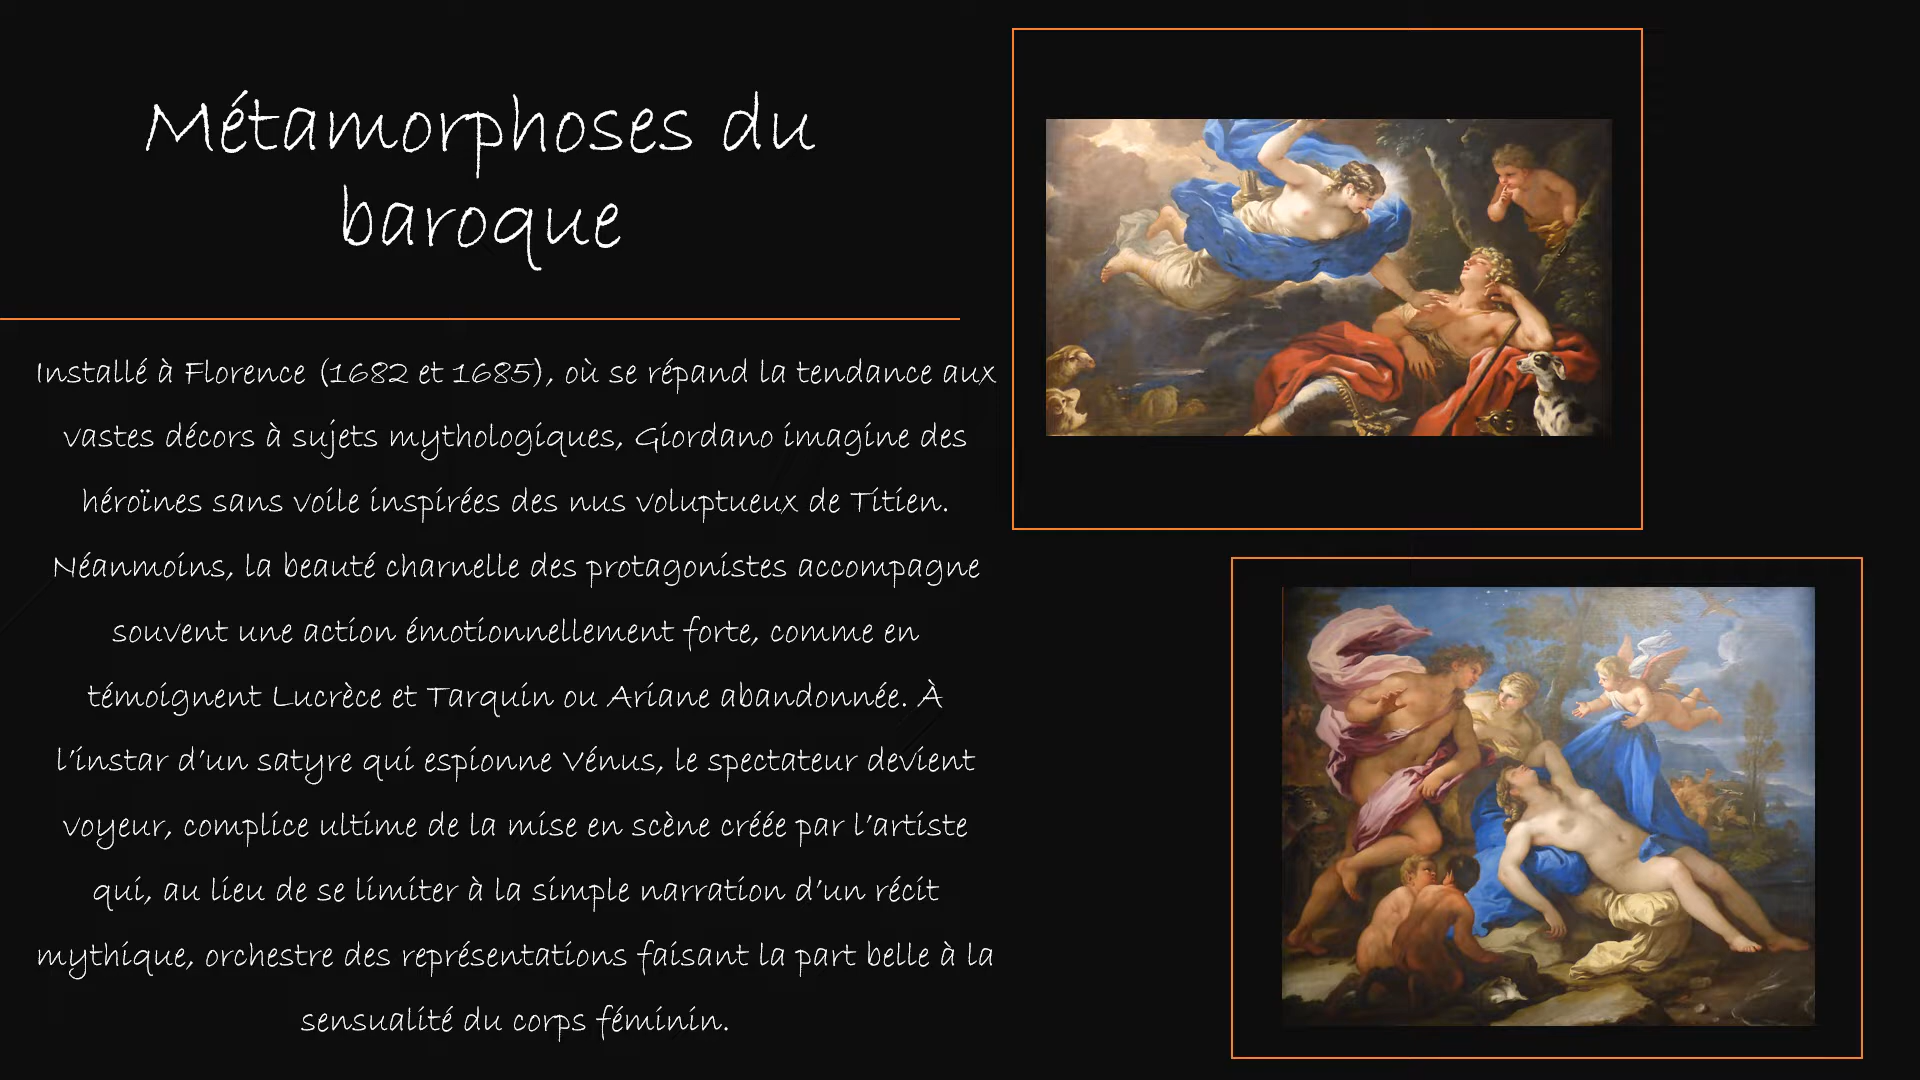 Métamorphoses du
baroque
Installé à Florence (1682 et 1685), où se répand la tendance aux
vastes décors à sujets mythologiques, Giordano imagine des
héroïnes sans voile inspirées des nus voluptueux de Titien.
Néanmoins, la beauté charnelle des protagonistes accompagne
souvent une action émotionnellement forte, comme en
témoignent Lucrèce et Tarquin ou Ariane abandonnée. À
l’instar d’un satyre qui espionne Vénus, le spectateur devient
voyeur, complice ultime de la mise en scène créée par l’artiste
qui, au lieu de se limiter à la simple narration d’un récit
mythique, orchestre des représentations faisant la part belle à la
sensualité du corps féminin.